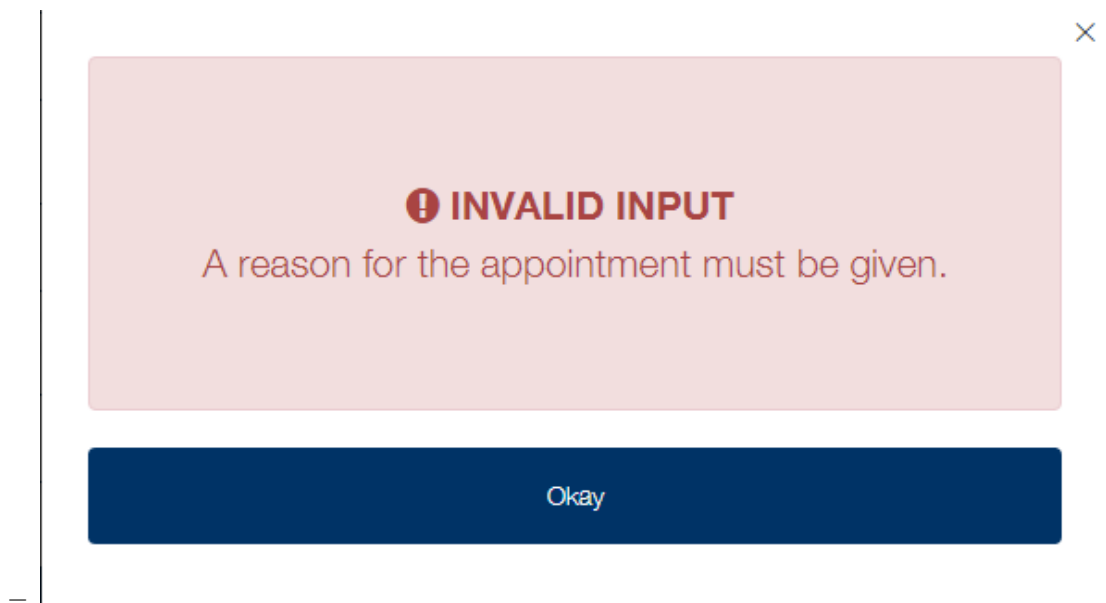 INVALID INPUT
A reason for the appointment must be given.
Okay